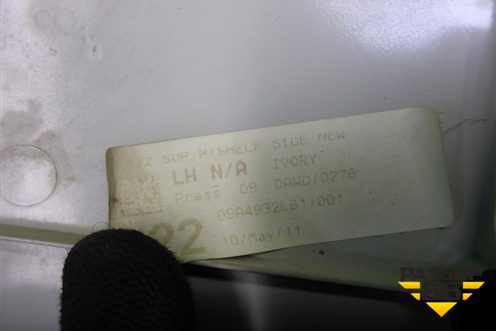 SUP P/SHELF SIDE NEW
LH N/A IVORY
Press 09 DAWD/0276
09A4932LB1/001
22
10/May/11